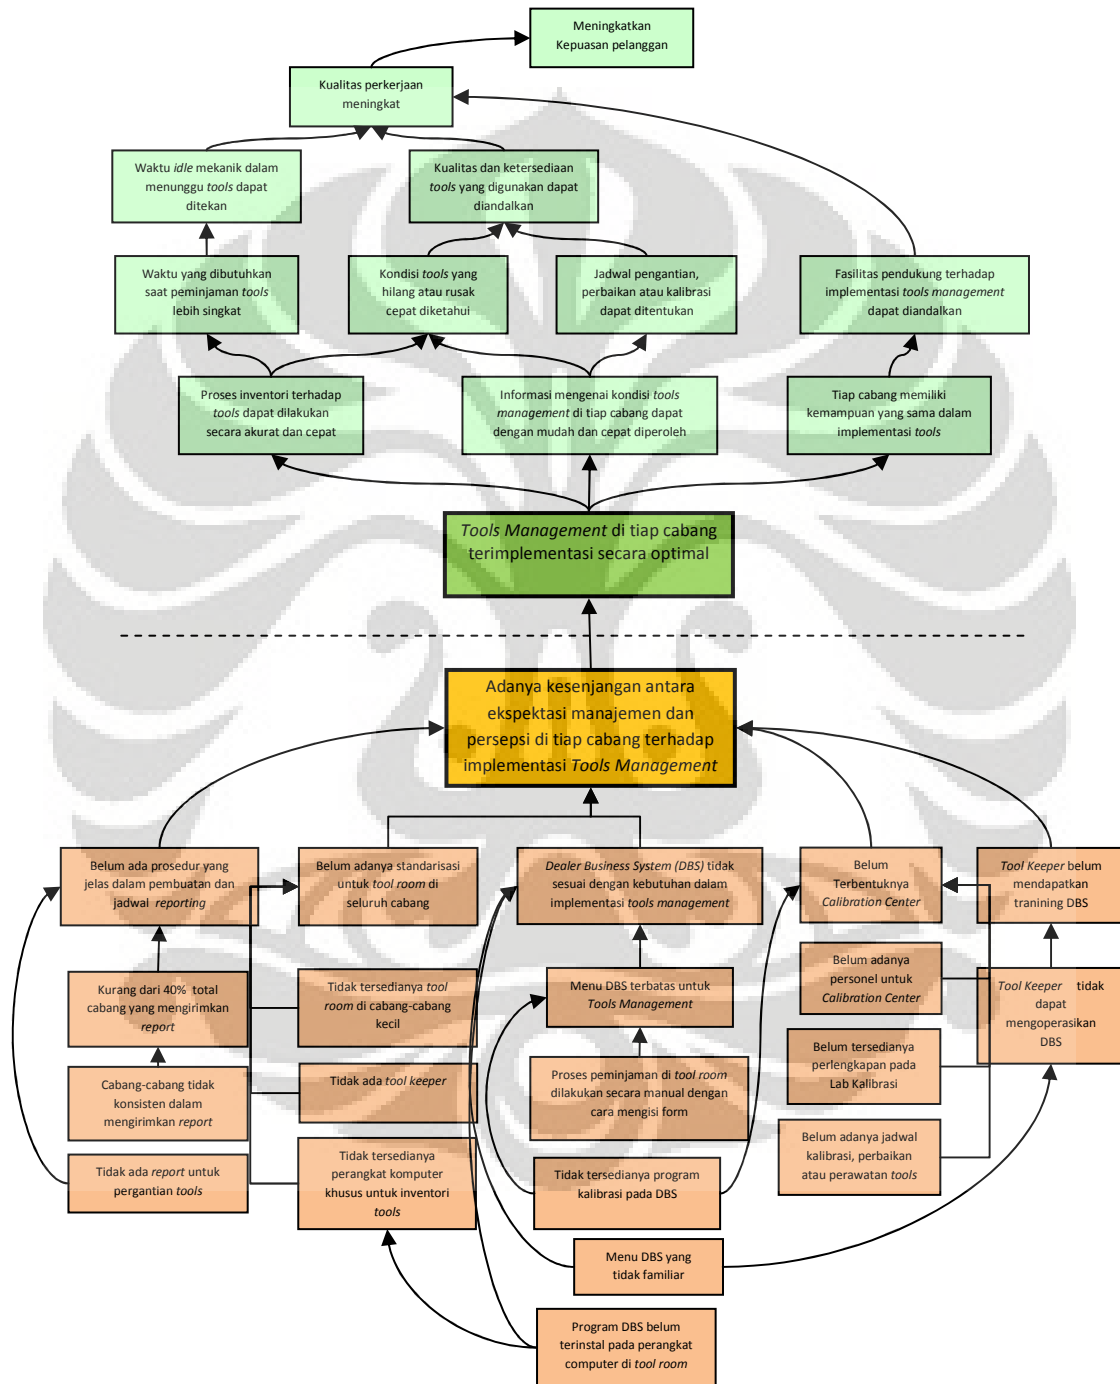 Meningkatkan
Kepuasan pelanggan
Kualitas perkerjaan
meningkat
Waktu idle mekanik dalam
menunggu tools dapat
ditekan
Kualitas dan ketersediaan
tools yang digunakan dapat
diandalkan
Waktu yang dibutuhkan
saat peminjaman tools
lebih singkat
Kondisi tools yang
hilang atau rusak
cepat diketahui
Jadwal pengantian,
perbaikan atau kalibrasi
dapat ditentukan
Fasilitas pendukung terhadap
implementasi tools management
dapat diandalkan
Proses inventori terhadap
tools dapat dilakukan
secara akurat dan cepat
Informasi mengenai kondisi tools
management di tiap cabang dapat
dengan mudah dan cepat diperoleh
Tiap cabang memiliki
kemampuan yang sama dalam
implementasi tools
Tools Management di tiap cabang
terimplementasi secara optimal
Adanya kesenjangan antara
ekspektasi manajemen dan
persepsi di tiap cabang terhadap
implementasi Tools Management
Belum ada prosedur yang
jelas dalam pembuatan dan
jadwal reporting
Belum adanya standarisasi
untuk tool room di
seluruh cabang
Dealer Business System (DBS) tidak
sesuai dengan kebutuhan dalam
implementasi tools management
Belum
Terbentuknya
Calibration Center
Tool Keeper belum
mendapatkan
tranining DBS
Kurang dari 40% total
cabang yang mengirimkan
report
Tidak tersedianya tool
room di cabang-cabang
kecil
Menu DBS terbatas untuk
Tools Management
Belum adanya
personel untuk
Calibration Center
Tool Keeper tidak
dapat
mengoperasikan
DBS
Cabang-cabang tidak
konsisten dalam
mengirimkan report
Tidak ada tool keeper
Proses peminjaman di tool room
dilakukan secara manual dengan
cara mengisi form
Belum tersedianya
perlengkapan pada
Lab Kalibrasi
Tidak ada report untuk
pergantian tools
Tidak tersedianya
perangkat komputer
khusus untuk inventori
tools
Tidak tersedianya program
kalibrasi pada DBS
Belum adanya jadwal
kalibrasi, perbaikan
atau perawatan tools
Menu DBS yang
tidak familiar
Program DBS belum
terinstal pada perangkat
computer di tool room